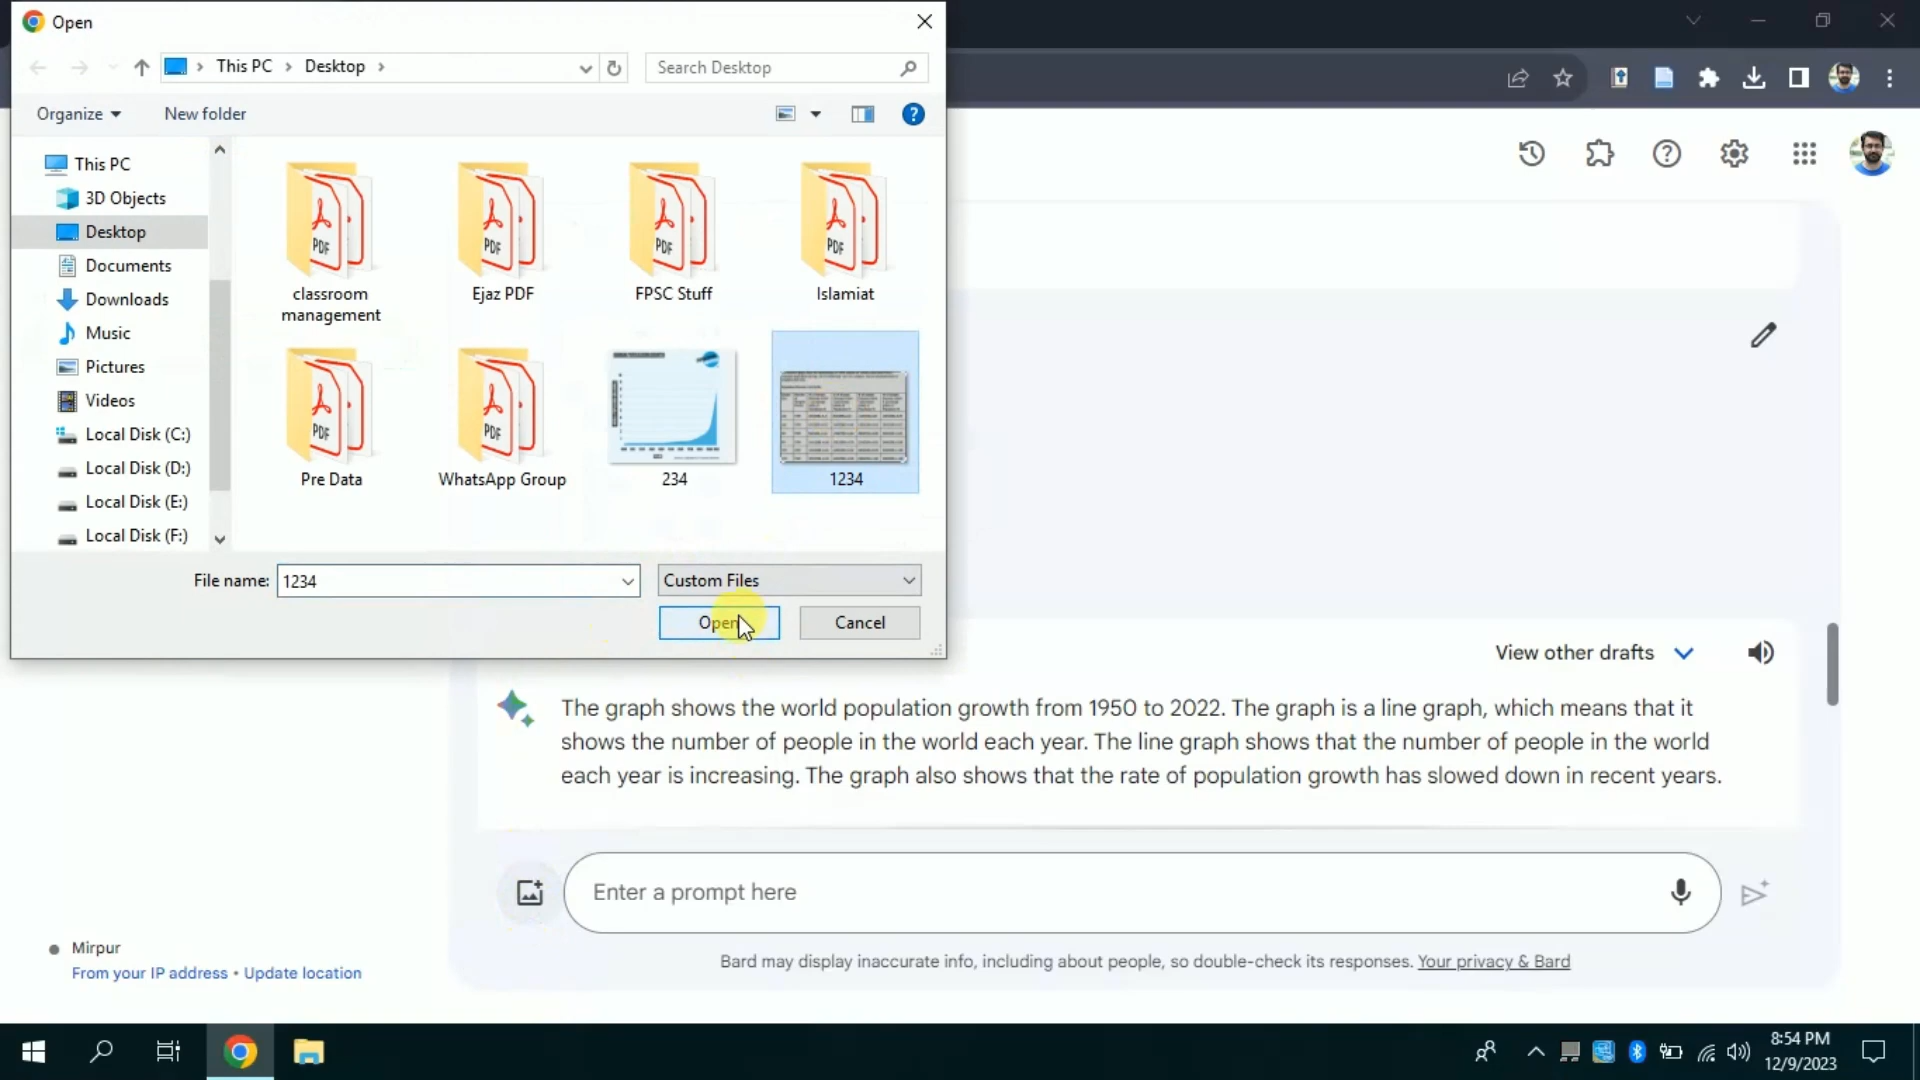 Open
This PC
Desktop
Search Desktop
Organize
New folder
This PC
3D Objects
Desktop
Documents
Downloads
Music
Pictures
Videos
Local Disk (C:)
Local Disk (D:)
Local Disk (E:)
Local Disk (F:)
PDF
PDF
PDF
PDF
classroom
management
Ejaz PDF
FPSC Stuff
Islamiat
PDF
PDF
Pre Data
WhatsApp Group
234
1234
File name:
1234
Custom Files
Open
Cancel
View other drafts
The graph shows the world population growth from 1950 to 2022. The graph is a line graph, which means that it
shows the number of people in the world each year. The line graph shows that the number of people in the world
each year is increasing. The graph also shows that the rate of population growth has slowed down in recent years.
Enter a prompt here
Bard may display inaccurate info, including about people, so double-check its responses. Your privacy & Bard
Mirpur
From your IP address • Update location
8:54 PM
12/9/2023